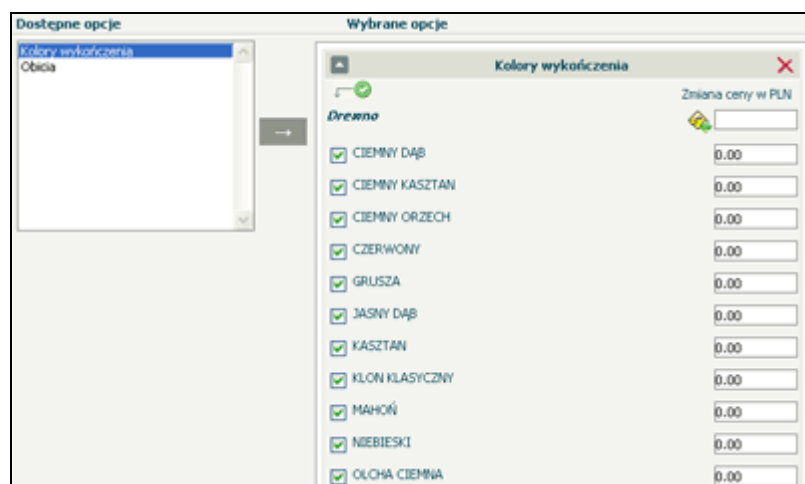 Dostępne opcje
Wybrane opcje
Kolory wykończenia
Obicia
→
Kolory wykończenia
Zmiana ceny w PLN
Drewno
CIEMNY DĄB 0.00
CIEMNY KASZTAN 0.00
CIEMNY ORZECH 0.00
CZERWONY 0.00
GRUSZA 0.00
JASNY DĄB 0.00
KASZTAN 0.00
KLON KLASYCZNY 0.00
MAHOŃ 0.00
NIEBIESKI 0.00
OLCHA CIEMNA 0.00